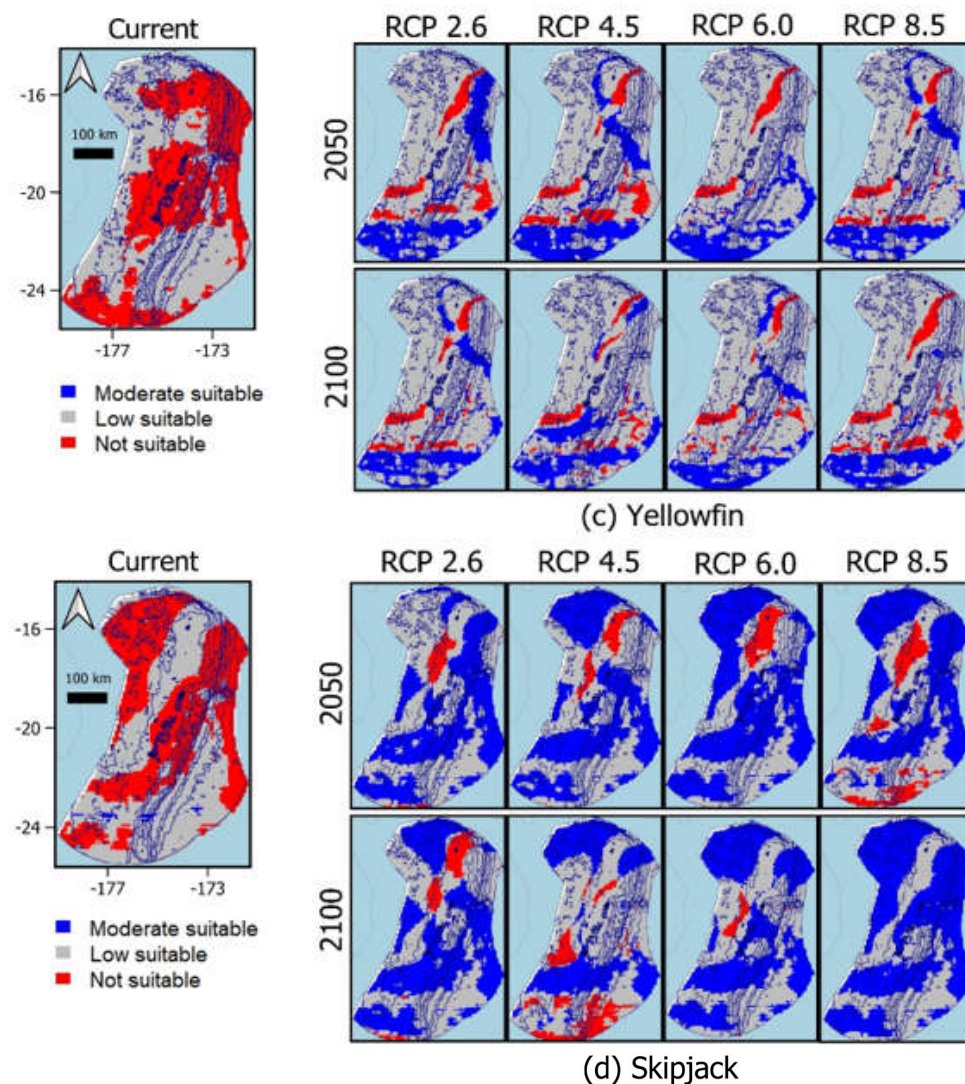 Current
RCP 2.6 RCP 4.5 RCP 6.0 RCP 8.5
-16
100 km
-20
-24
-177 -173
2050
2100
Moderate suitable
Low suitable
Not suitable
(c) Yellowfin
Current
RCP 2.6 RCP 4.5 RCP 6.0 RCP 8.5
-16
100 km
-20
-24
-177 -173
2050
2100
Moderate suitable
Low suitable
Not suitable
(d) Skipjack